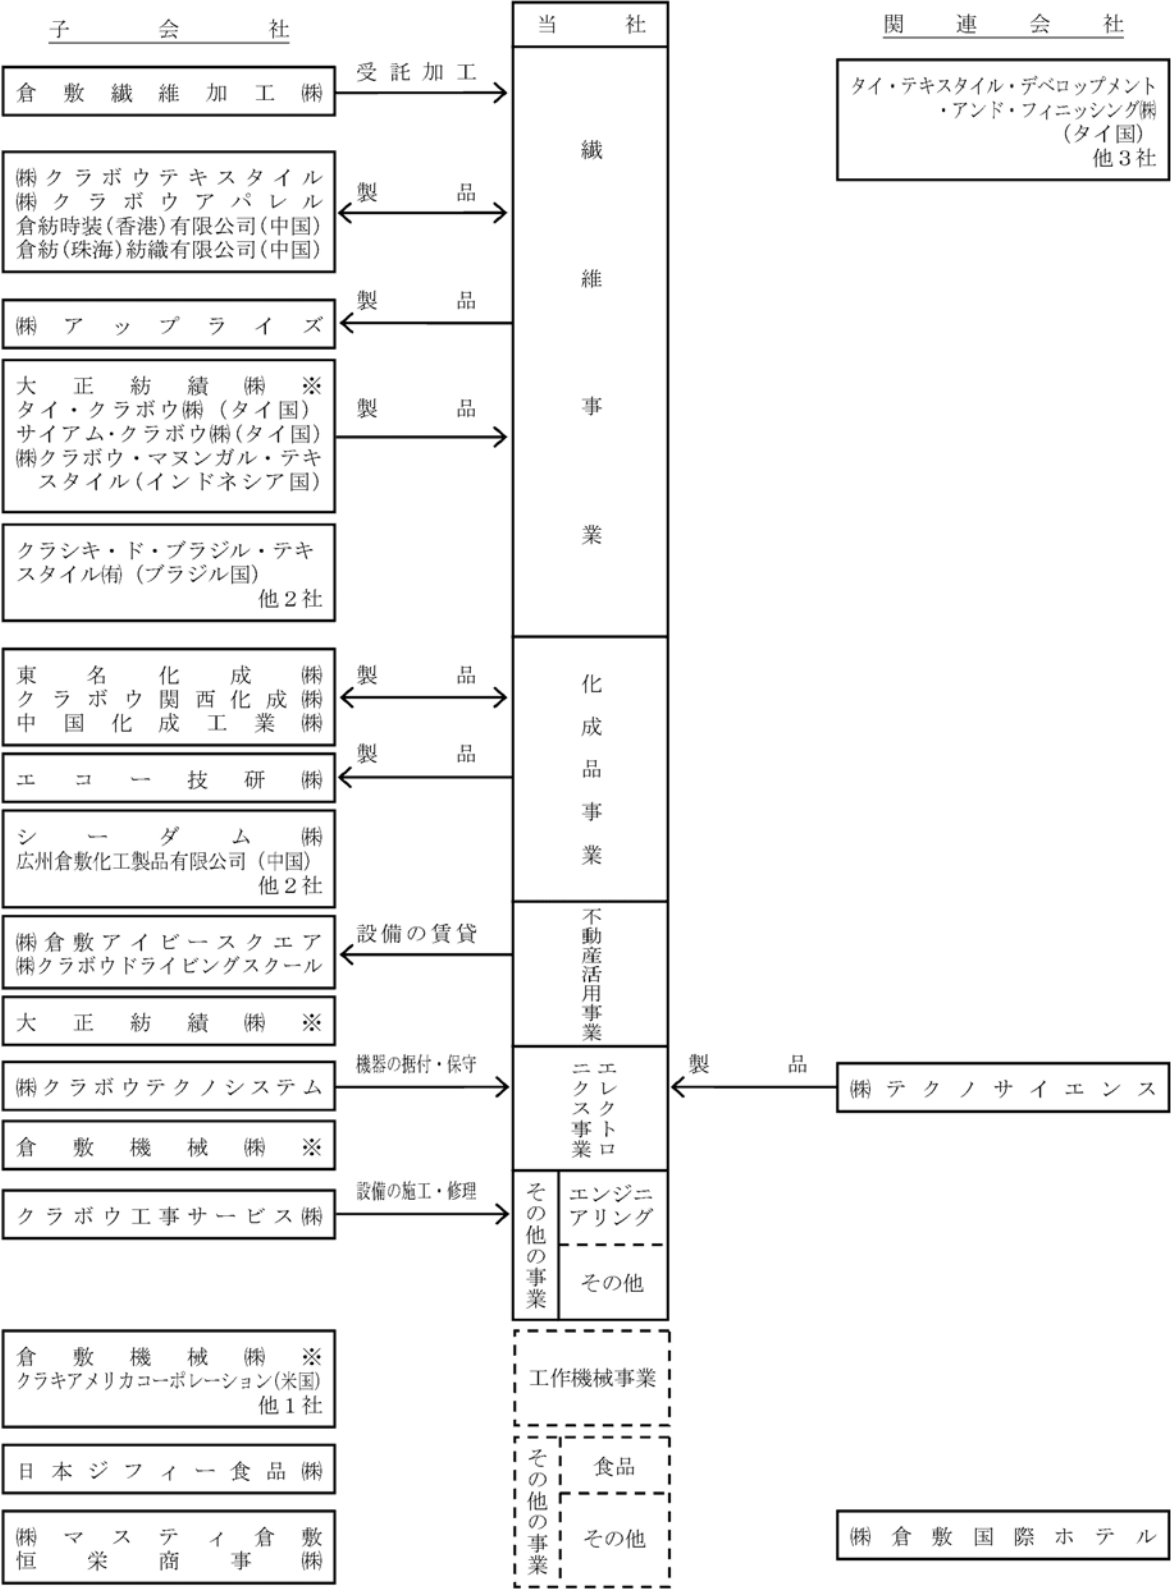 子会社
当社
関連会社
倉敷繊維加工㈱
受託加工
繊維事業
タイ・テキスタイル・デベロップメント
・アンド・フィニッシング㈱
(タイ国)
他3社
㈱クラボウテキスタイル
㈱クラボウアパレル
倉紡時装(香港)有限公司(中国)
倉紡(珠海)紡織有限公司(中国)
製品
㈱アップライズ
製品
大正紡績㈱※
タイ・クラボウ㈱(タイ国)
サイアム・クラボウ㈱(タイ国)
㈱クラボウ・マヌンガル・テキ
スタイル(インドネシア国)
製品
クラシキ・ド・ブラジル・テキ
スタイル㈲(ブラジル国)
他2社
東名化成㈱
クラボウ関西化成㈱
中国化成工業㈱
製品
化成品事業
エコー技研㈱
製品
シーダム㈱
広州倉敷化工製品有限公司(中国)
他2社
㈱倉敷アイビースクエア
㈱クラボウドライビングスクール
設備の賃貸
不動産活用事業
大正紡績㈱※
㈱クラボウテクノシステム
機器の据付・保守
エレクトロ
ニクス事業
製品
㈱テクノサイエンス
倉敷機械㈱※
クラボウ工事サービス㈱
設備の施工・修理
その他の事業
エンジニ
アリング
その他
倉敷機械㈱※
クラキアメリカコーポレーション(米国)
他1社
工作機械事業
日本ジフィー食品㈱
その他の事業
食品
㈱マスティ倉敷
恒栄商事㈱
その他
㈱倉敷国際ホテル